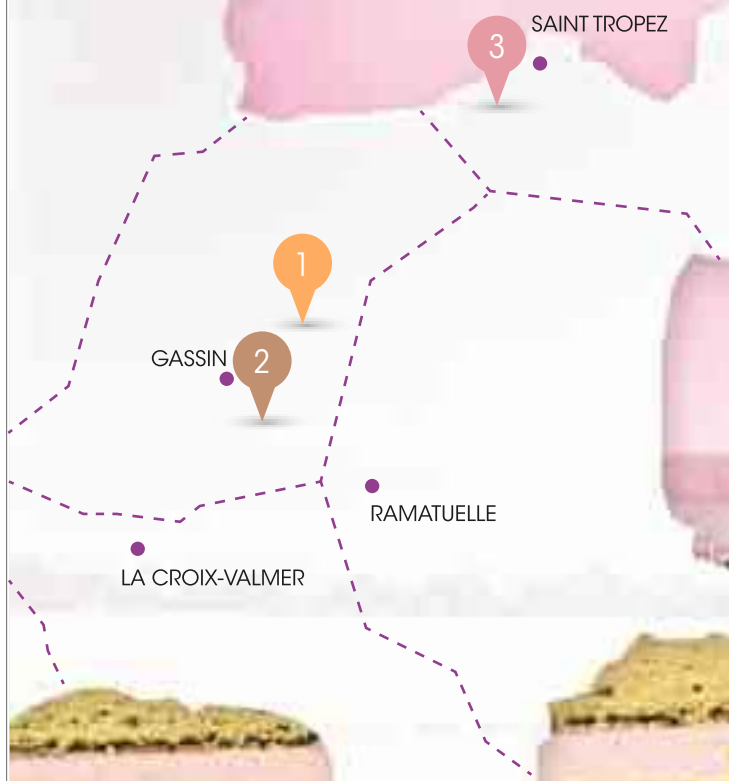 SAINT TROPEZ
3
1
GASSIN
2
RAMATUELLE
LA CROIX-VALMER